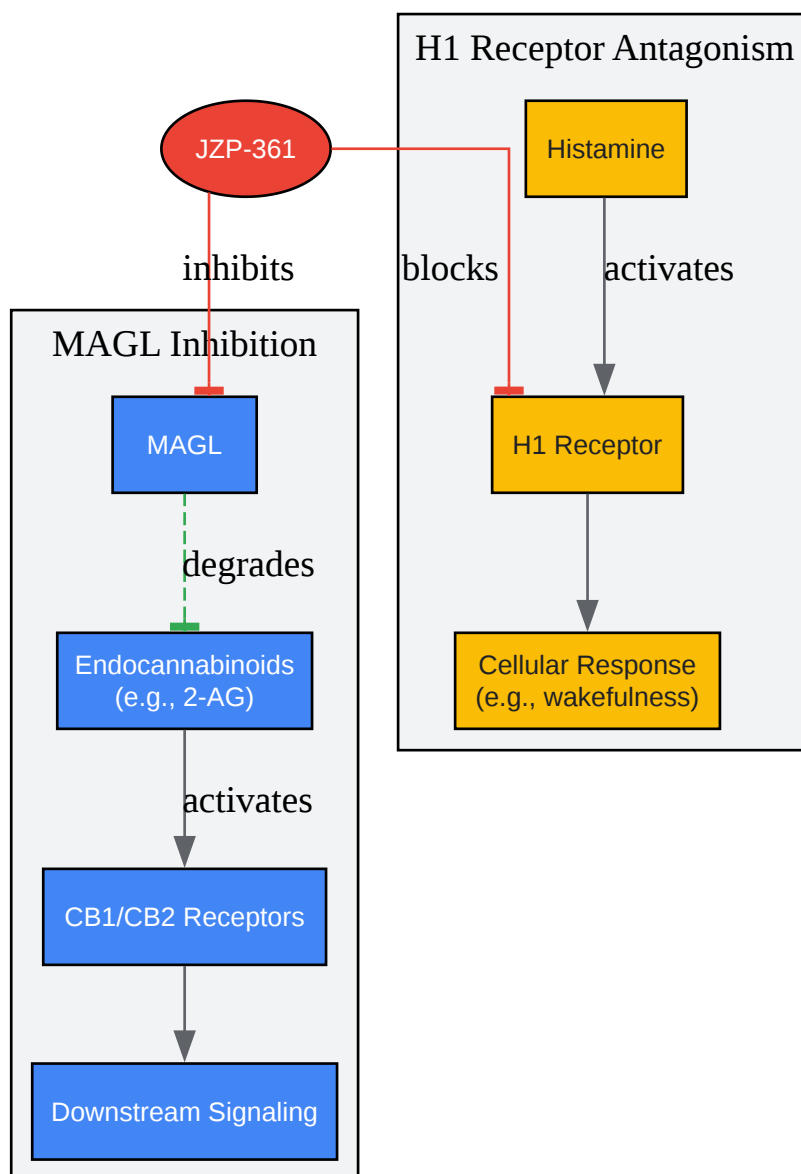 H1 Receptor Antagonism
JZP-361
Histamine
inhibits
blocks
activates
MAGL Inhibition
MAGL
H1 Receptor
degrades
Endocannabinoids
(e.g., 2-AG)
Cellular Response
(e.g., wakefulness)
activates
CB1/CB2 Receptors
Downstream Signaling